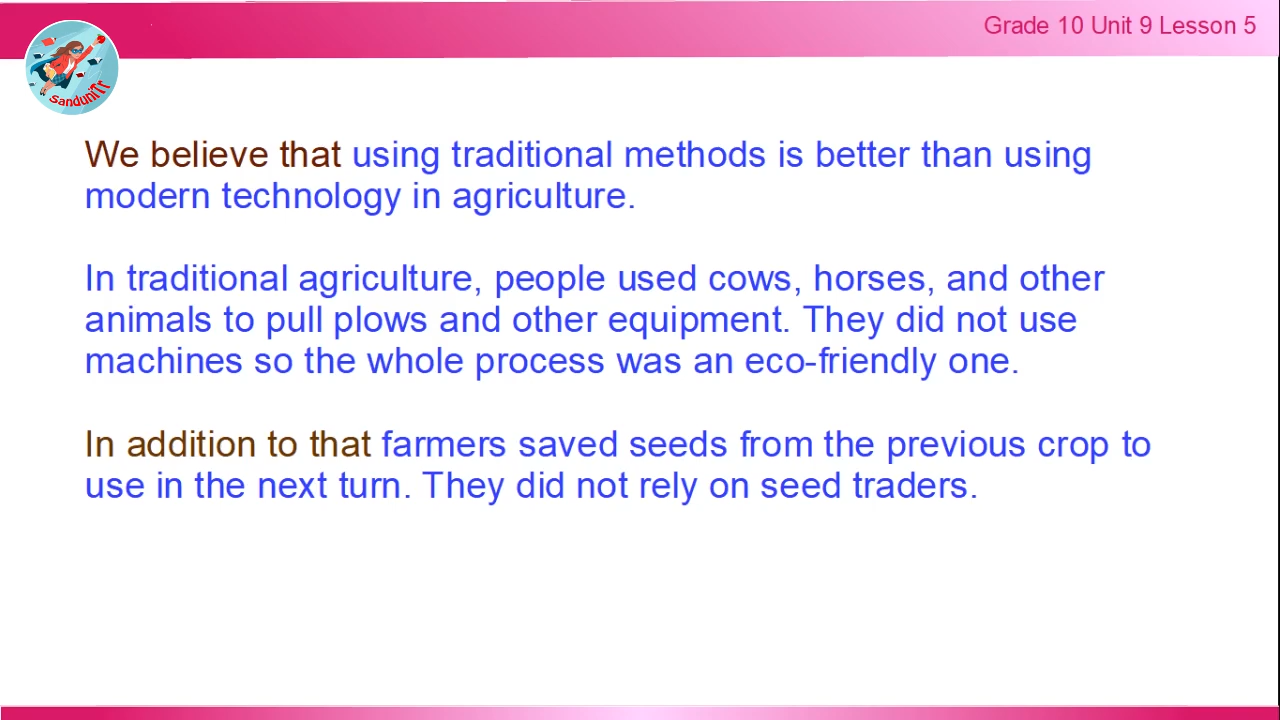 Grade 10 Unit 9 Lesson 5
SanduniTr
We believe that using traditional methods is better than using
modern technology in agriculture.
In traditional agriculture, people used cows, horses, and other
animals to pull plows and other equipment. They did not use
machines so the whole process was an eco-friendly one.
In addition to that farmers saved seeds from the previous crop to
use in the next turn. They did not rely on seed traders.